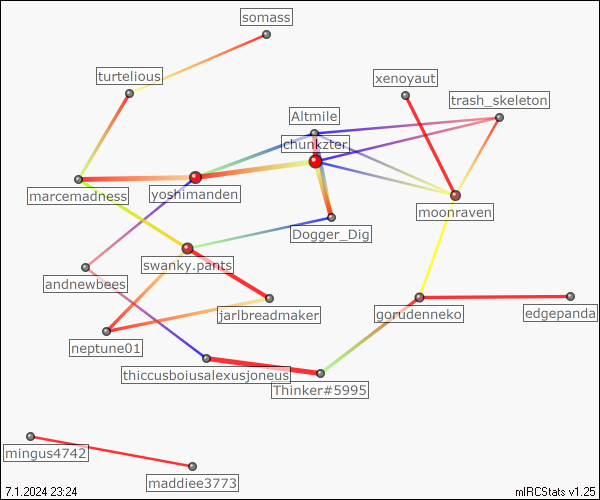 somass
turtelious
xenoyaut
trash_skeleton
Altmile
chunkzter
marcemadness
yoshimanden
moonraven
Dogger_Dig
swanky.pants
andnewbees
jarlbreadmaker
gorudenneko
edgepanda
neptune01
thiccusboiusalexusjoneus
Thinker#5995
mingus4742
maddiee3773
7.1.2024 23:24
mIRCStats v1.25